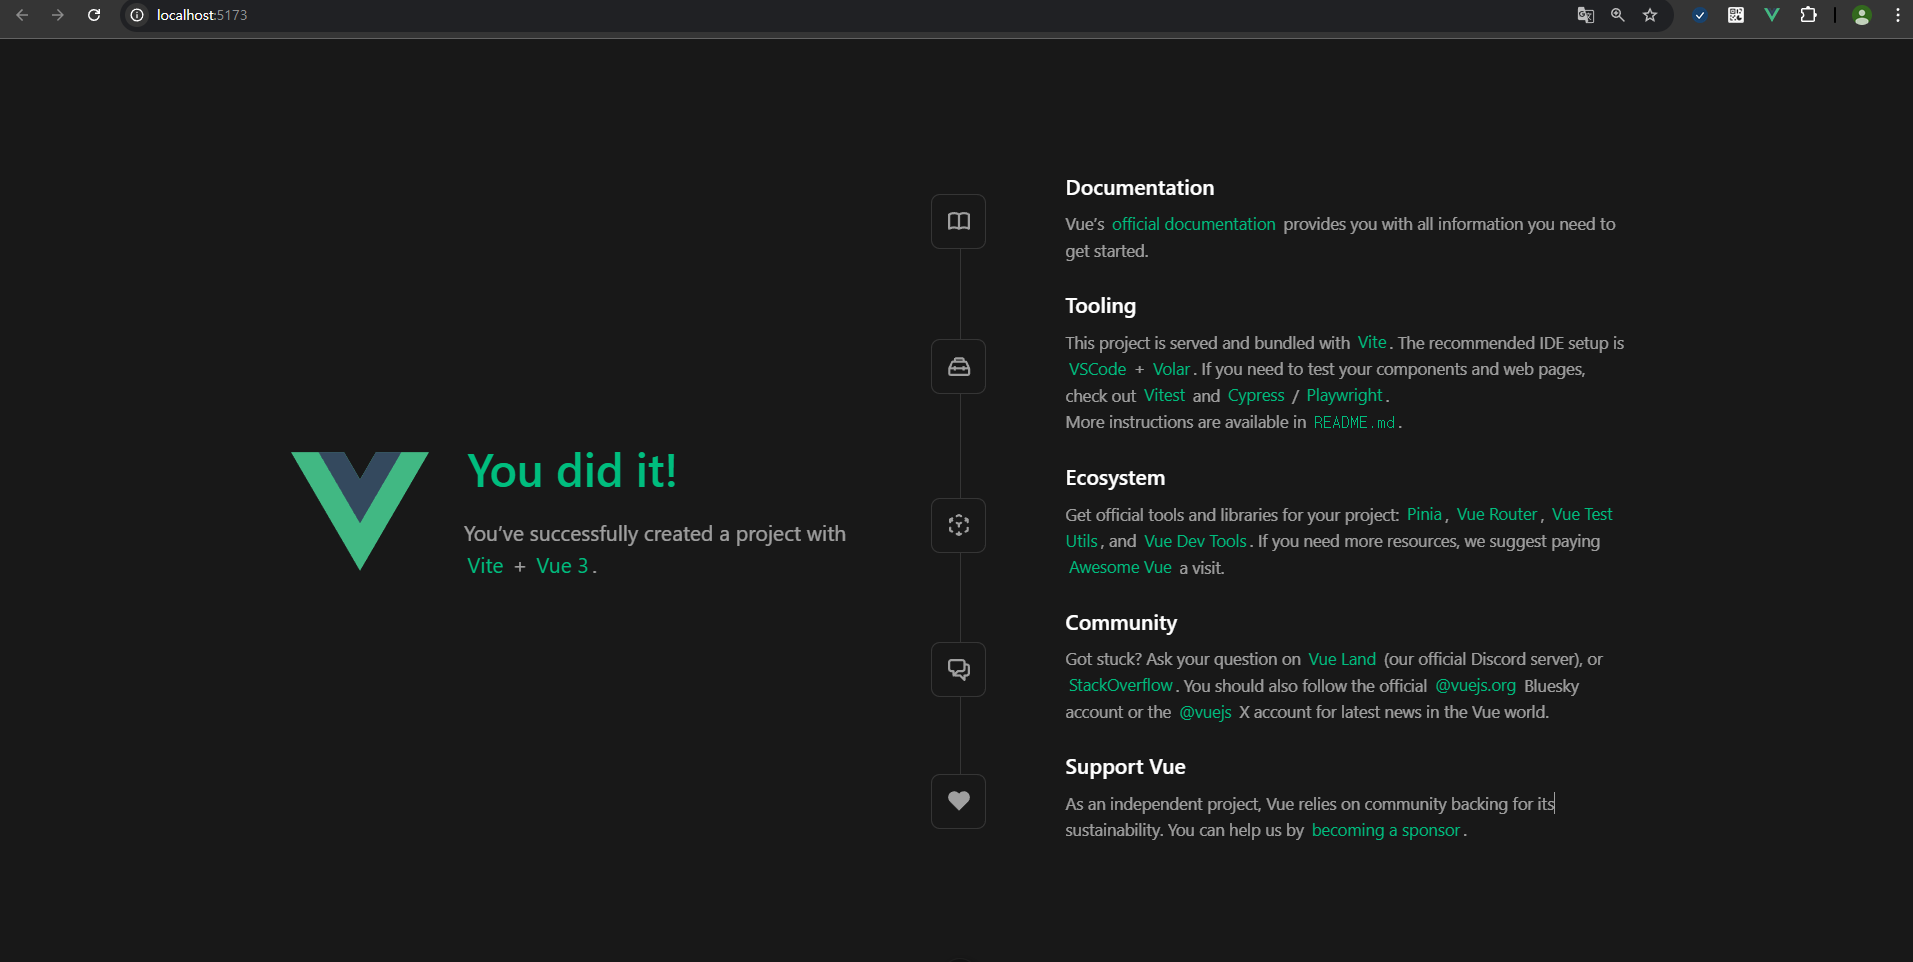 localhost:5173
You did it!
You’ve successfully created a project with
Vite + Vue 3.
Documentation
Vue’s official documentation provides you with all information you need to
get started.
Tooling
This project is served and bundled with Vite. The recommended IDE setup is
VSCode + Volar. If you need to test your components and web pages,
check out Vitest and Cypress / Playwright.
More instructions are available in README.md.
Ecosystem
Get official tools and libraries for your project: Pinia, Vue Router, Vue Test
Utils, and Vue Dev Tools. If you need more resources, we suggest paying
Awesome Vue a visit.
Community
Got stuck? Ask your question on Vue Land (our official Discord server), or
StackOverflow. You should also follow the official @vuejs.org Bluesky
account or the @vuejs X account for latest news in the Vue world.
Support Vue
As an independent project, Vue relies on community backing for its
sustainability. You can help us by becoming a sponsor.